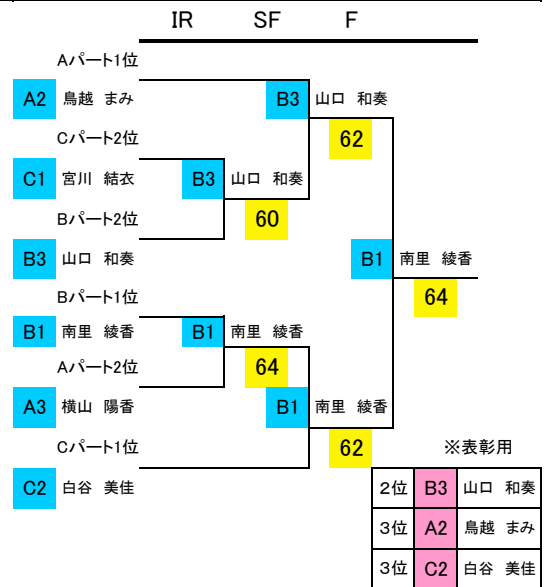 IR SF F
Aパート1位
A2 鳥越 まみ B3 山口 和奏
Cパート2位 62
C1 宮川 結衣 B3 山口 和奏
Bパート2位 60
B3 山口 和奏 B1 南里 綾香
Bパート1位 64
B1 南里 綾香 B1 南里 綾香
Aパート2位 64
A3 横山 陽香 B1 南里 綾香
Cパート1位 62 ※表彰用
C2 白谷 美佳 2位 B3 山口 和奏
3位 A2 鳥越 まみ
3位 C2 白谷 美佳